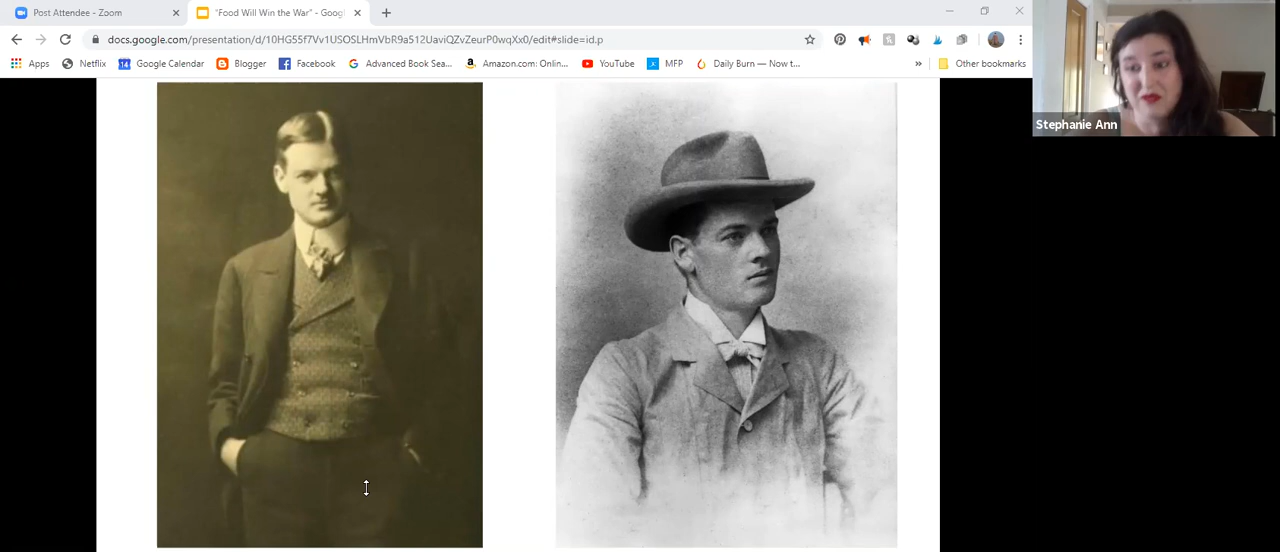 Post Attendee - Zoom
"Food Will Win the War" - Goog
docs.google.com/presentation/d/10HG55f7Vv1USOSLHmVbR9a512UaviQZvZeurP0wqXx0/edit#slide=id.p
Apps
Netflix
Google Calendar
Blogger
Facebook
Advanced Book Sea...
Amazon.com: Onlin...
YouTube
MFP
Daily Burn — Now t...
»
Other bookmarks
Stephanie Ann